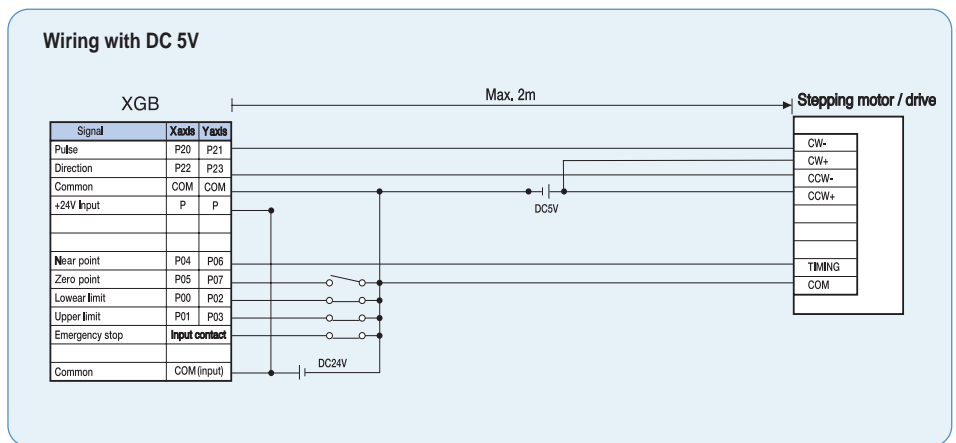 Wiring with DC 5V
Max. 2m
XGB
Stepping motor / drive
Signal Xaxis Yaxis
Pulse P20 P21
Direction P22 P23
Common COM COM
+24V Input P P
Near point P04 P06
Zero point P05 P07
Lowear limit P00 P02
Upper limit P01 P03
Emergency stop Input contact
Common COM (input)
DC5V
DC24V
CW-
CW+
CCW-
CCW+
TIMING
COM